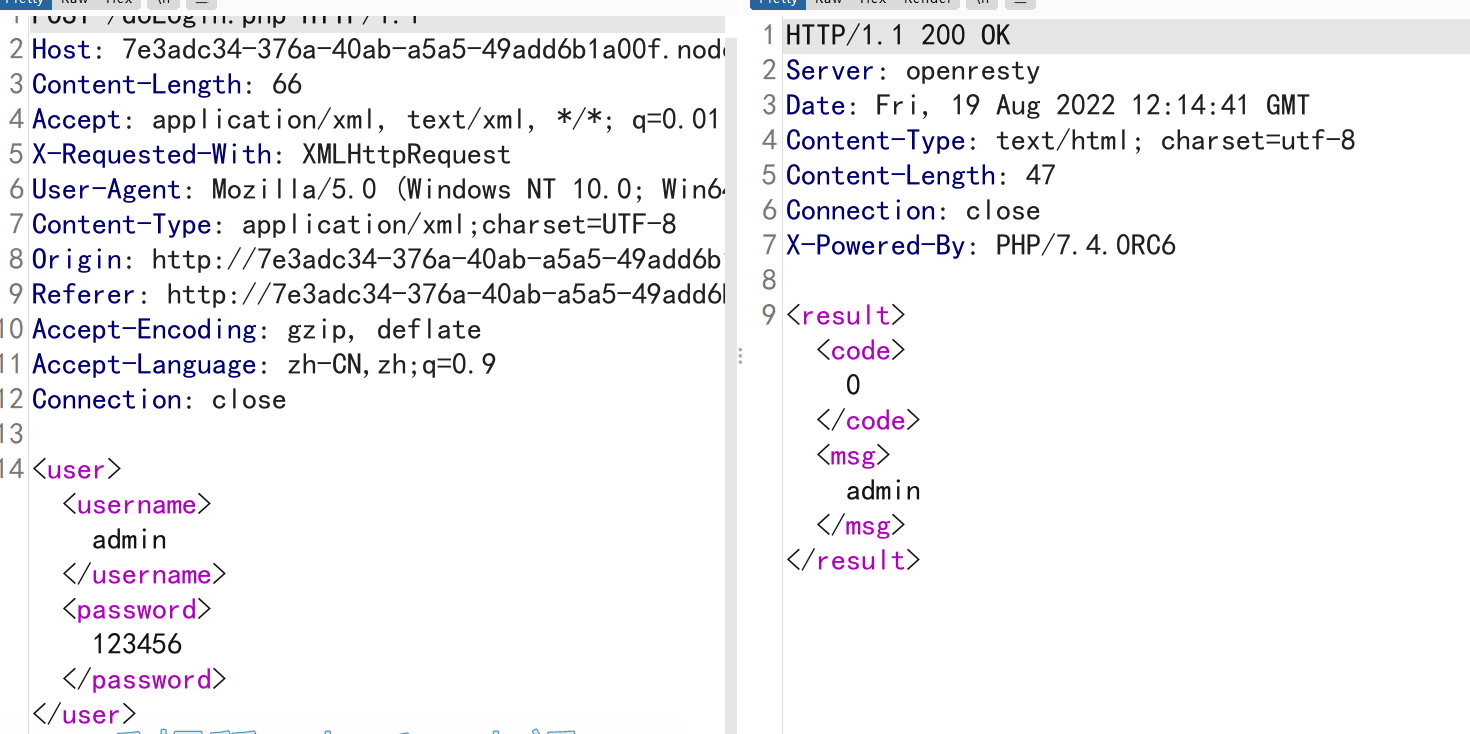 Pretty Raw Hex \n
1 POST /doLogin.php HTTP/1.1
2 Host: 7e3adc34-376a-40ab-a5a5-49add6b1a00f.node
3 Content-Length: 66
4 Accept: application/xml, text/xml, */*; q=0.01
5 X-Requested-With: XMLHttpRequest
6 User-Agent: Mozilla/5.0 (Windows NT 10.0; Win64
7 Content-Type: application/xml;charset=UTF-8
8 Origin: http://7e3adc34-376a-40ab-a5a5-49add6b
9 Referer: http://7e3adc34-376a-40ab-a5a5-49add6
10 Accept-Encoding: gzip, deflate
11 Accept-Language: zh-CN,zh;q=0.9
12 Connection: close
13
14 <user>
<username>
admin
</username>
<password>
123456
</password>
</user>
Pretty Raw Hex Render \n
1 HTTP/1.1 200 OK
2 Server: openresty
3 Date: Fri, 19 Aug 2022 12:14:41 GMT
4 Content-Type: text/html; charset=utf-8
5 Content-Length: 47
6 Connection: close
7 X-Powered-By: PHP/7.4.0RC6
8
9 <result>
<code>
0
</code>
<msg>
admin
</msg>
</result>